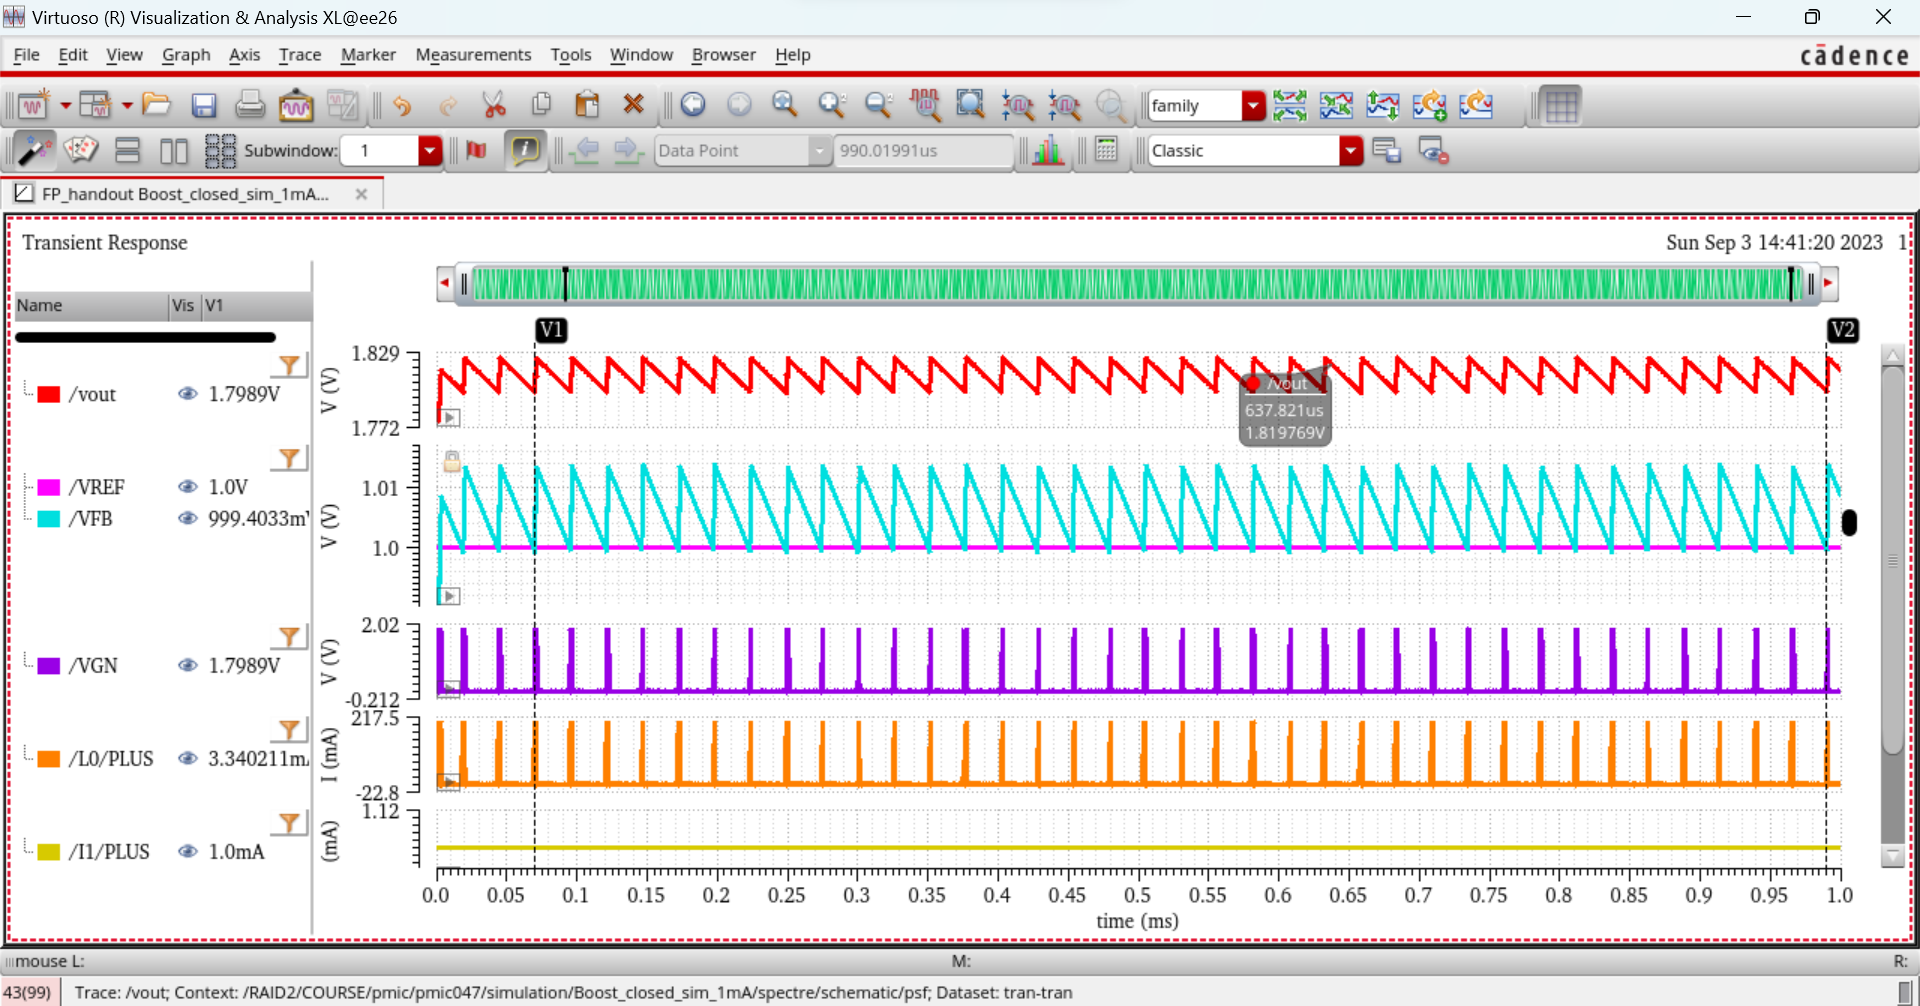 Virtuoso (R) Visualization & Analysis XL@ee26
File Edit View Graph Axis Trace Marker Measurements Tools Window Browser Help
cādence
family
Subwindow: 1 Data Point 990.01991us Classic
FP_handout Boost_closed_sim_1mA...
Transient Response
Sun Sep 3 14:41:20 2023 1
Name Vis V1
V1 V2
/vout 1.7989V
/VREF 1.0V
/VFB 999.4033m
/VGN 1.7989V
/L0/PLUS 3.340211m
/I1/PLUS 1.0mA
1.829
V (V)
1.772
1.01
V (V)
1.0
2.02
V (V)
-0.212
217.5
I (mA)
-22.8
1.12
(mA)
/vout
637.821us
1.819769V
0.0 0.05 0.1 0.15 0.2 0.25 0.3 0.35 0.4 0.45 0.5 0.55 0.6 0.65 0.7 0.75 0.8 0.85 0.9 0.95 1.0
time (ms)
mouse L: M: R:
43(99) Trace: /vout; Context: /RAID2/COURSE/pmic/pmic047/simulation/Boost_closed_sim_1mA/spectre/schematic/psf; Dataset: tran-tran